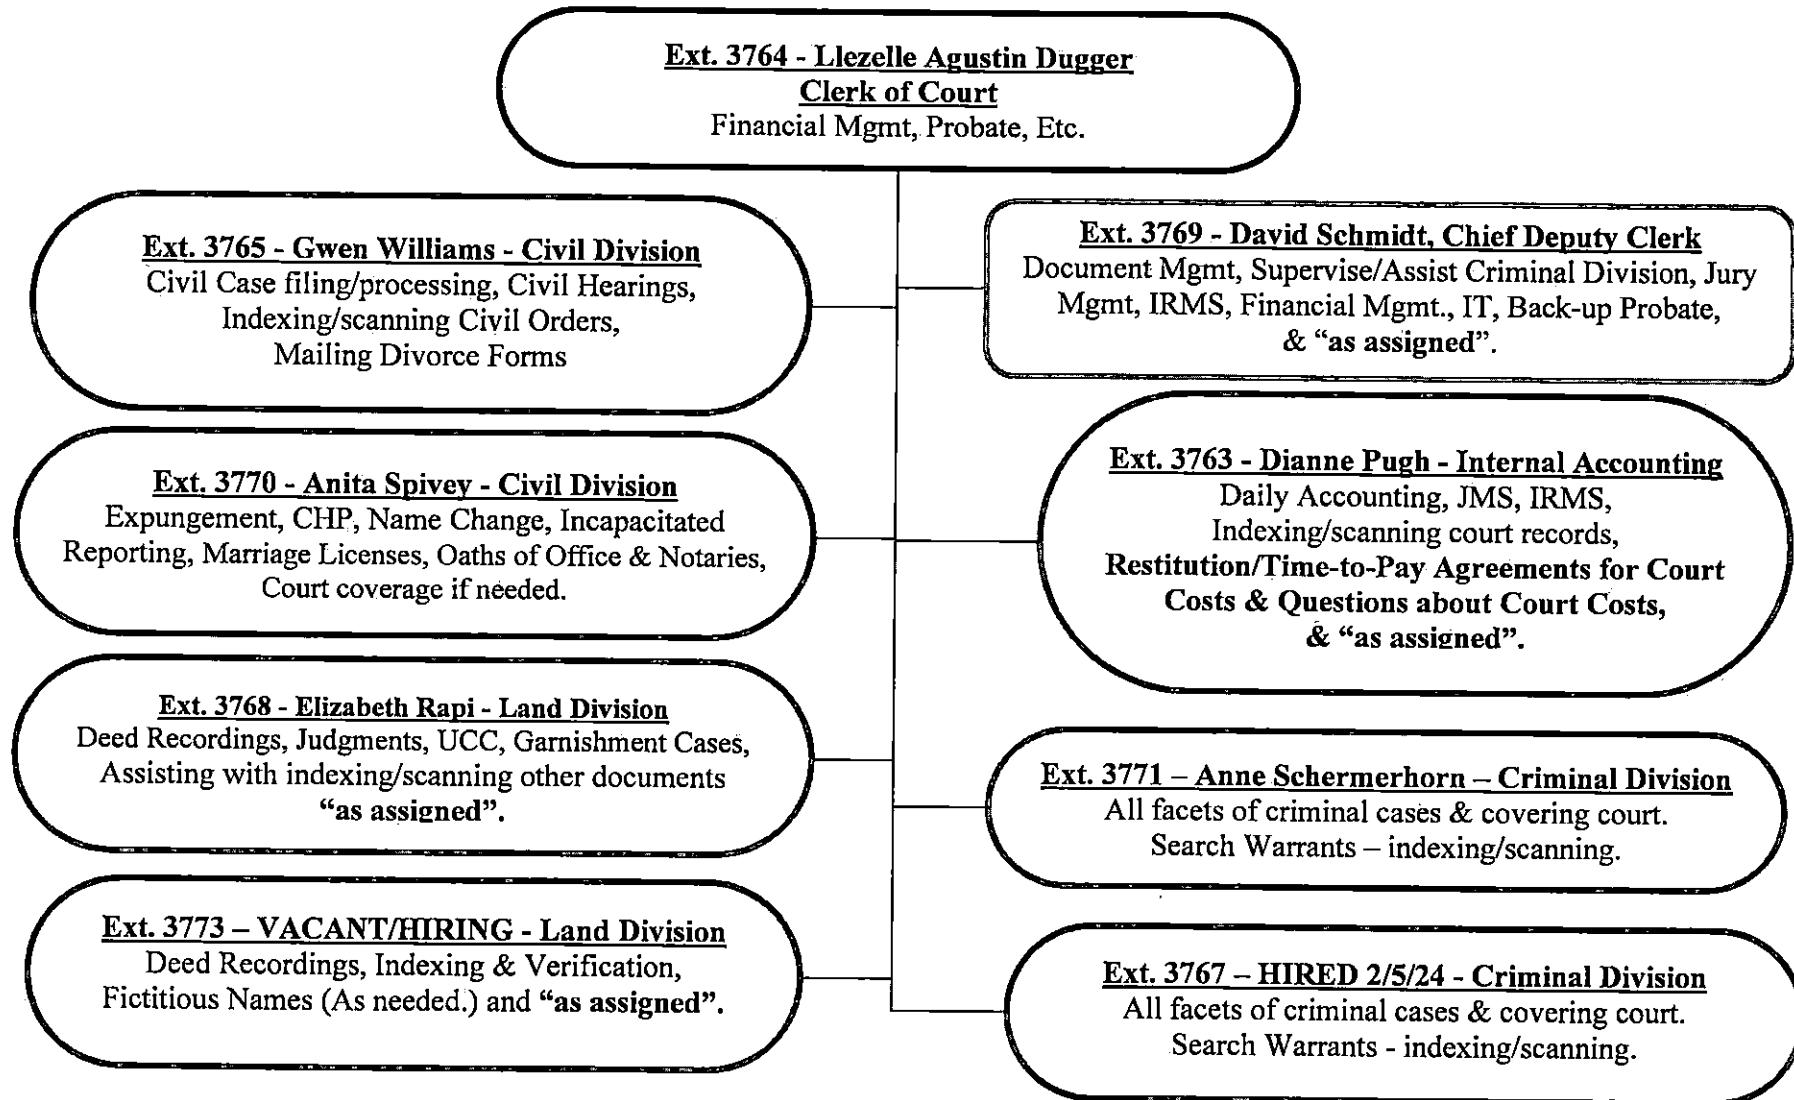 Ext. 3764 - Llezelle Agustin Dugger
Clerk of Court
Financial Mgmt, Probate, Etc.
Ext. 3765 - Gwen Williams - Civil Division
Civil Case filing/processing, Civil Hearings,
Indexing/scanning Civil Orders,
Mailing Divorce Forms
Ext. 3769 - David Schmidt, Chief Deputy Clerk
Document Mgmt, Supervise/Assist Criminal Division, Jury
Mgmt, IRMS, Financial Mgmt., IT, Back-up Probate,
& “as assigned”.
Ext. 3770 - Anita Spivey - Civil Division
Expungement, CHP, Name Change, Incapacitated
Reporting, Marriage Licenses, Oaths of Office & Notaries,
Court coverage if needed.
Ext. 3763 - Dianne Pugh - Internal Accounting
Daily Accounting, JMS, IRMS,
Indexing/scanning court records,
Restitution/Time-to-Pay Agreements for Court
Costs & Questions about Court Costs,
& “as assigned”.
Ext. 3768 - Elizabeth Rapi - Land Division
Deed Recordings, Judgments, UCC, Garnishment Cases,
Assisting with indexing/scanning other documents
“as assigned”.
Ext. 3771 – Anne Schermerhorn – Criminal Division
All facets of criminal cases & covering court.
Search Warrants – indexing/scanning.
Ext. 3773 – VACANT/HIRING - Land Division
Deed Recordings, Indexing & Verification,
Fictitious Names (As needed.) and “as assigned”.
Ext. 3767 – HIRED 2/5/24 - Criminal Division
All facets of criminal cases & covering court.
Search Warrants - indexing/scanning.